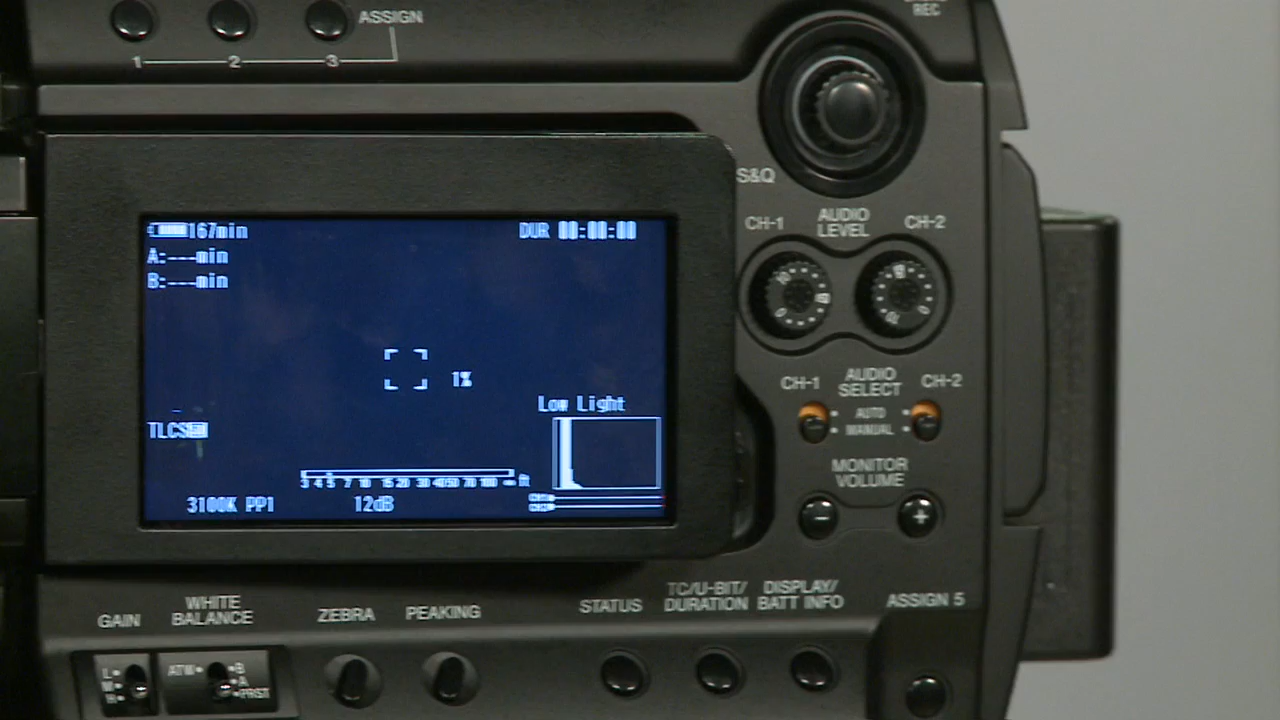 REC
ASSIGN
1 2 3
S&Q
167min
DUR 00:00:00
A:---min
B:---min
CH-1 AUDIO LEVEL CH-2
1%
CH-1 AUDIO SELECT CH-2
AUTO
MANUAL
Low Light
TLCS
MONITOR
VOLUME
- +
3 4 5 7 10 15 20 30 40 50 70 100 ∞ ft
3100K PP1 12dB
GAIN
WHITE
BALANCE
ZEBRA
PEAKING
STATUS
TC/U-BIT/
DURATION
DISPLAY/
BATT INFO
ASSIGN 5
L
M
H
ATW
B
A
PRST